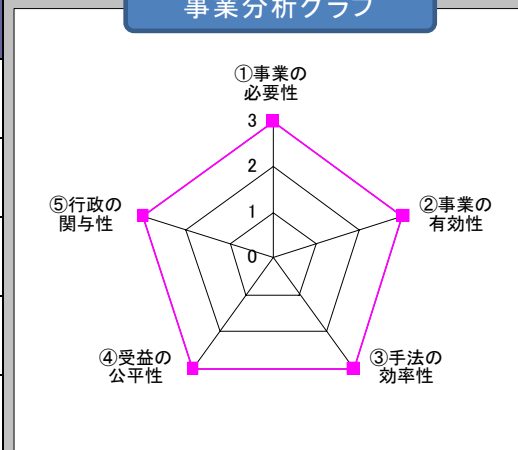 事業分析グラフ
①事業の
必要性
3
2
1
0
②事業の
有効性
③手法の
効率性
④受益の
公平性
⑤行政の
関与性